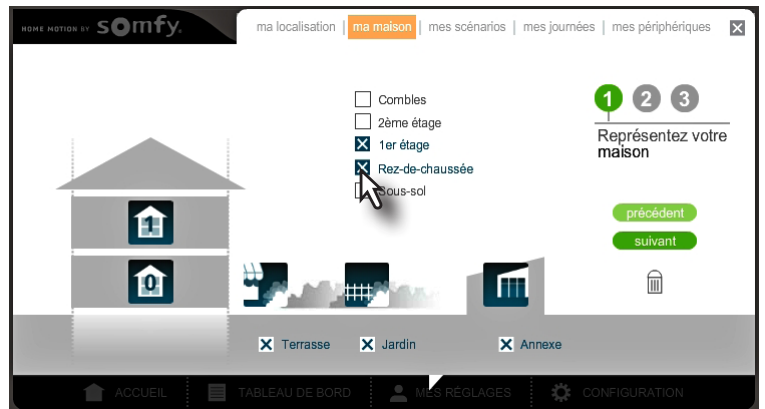 HOME MOTION BY somfy.
ma localisation | ma maison | mes scénarios | mes journées | mes périphériques
Combles
2ème étage
1er étage
Rez-de-chaussée
Sous-sol
1 2 3
Représentez votre
maison
précédent
suivant
1
0
Terrasse
Jardin
Annexe
ACCUEIL
TABLEAU DE BORD
MES RÉGLAGES
CONFIGURATION